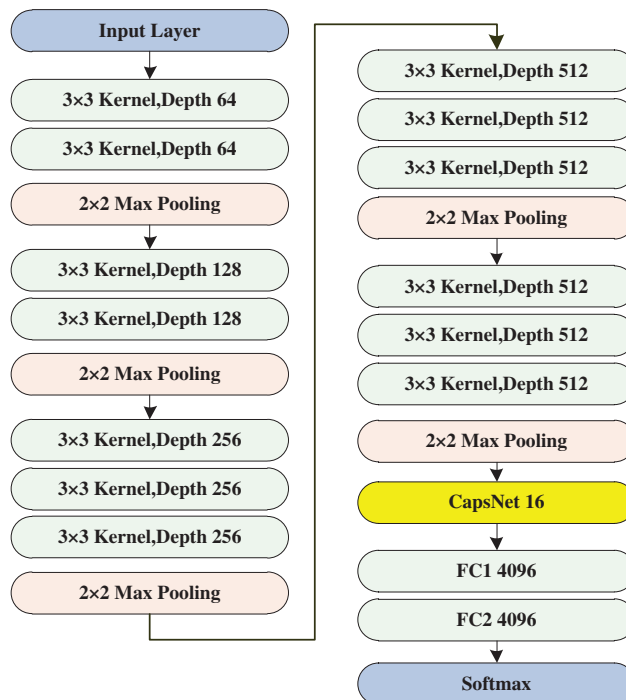 Input Layer
3×3 Kernel,Depth 64
3×3 Kernel,Depth 64
2×2 Max Pooling
3×3 Kernel,Depth 128
3×3 Kernel,Depth 128
2×2 Max Pooling
3×3 Kernel,Depth 256
3×3 Kernel,Depth 256
3×3 Kernel,Depth 256
2×2 Max Pooling
3×3 Kernel,Depth 512
3×3 Kernel,Depth 512
3×3 Kernel,Depth 512
2×2 Max Pooling
3×3 Kernel,Depth 512
3×3 Kernel,Depth 512
3×3 Kernel,Depth 512
2×2 Max Pooling
CapsNet 16
FC1 4096
FC2 4096
Softmax